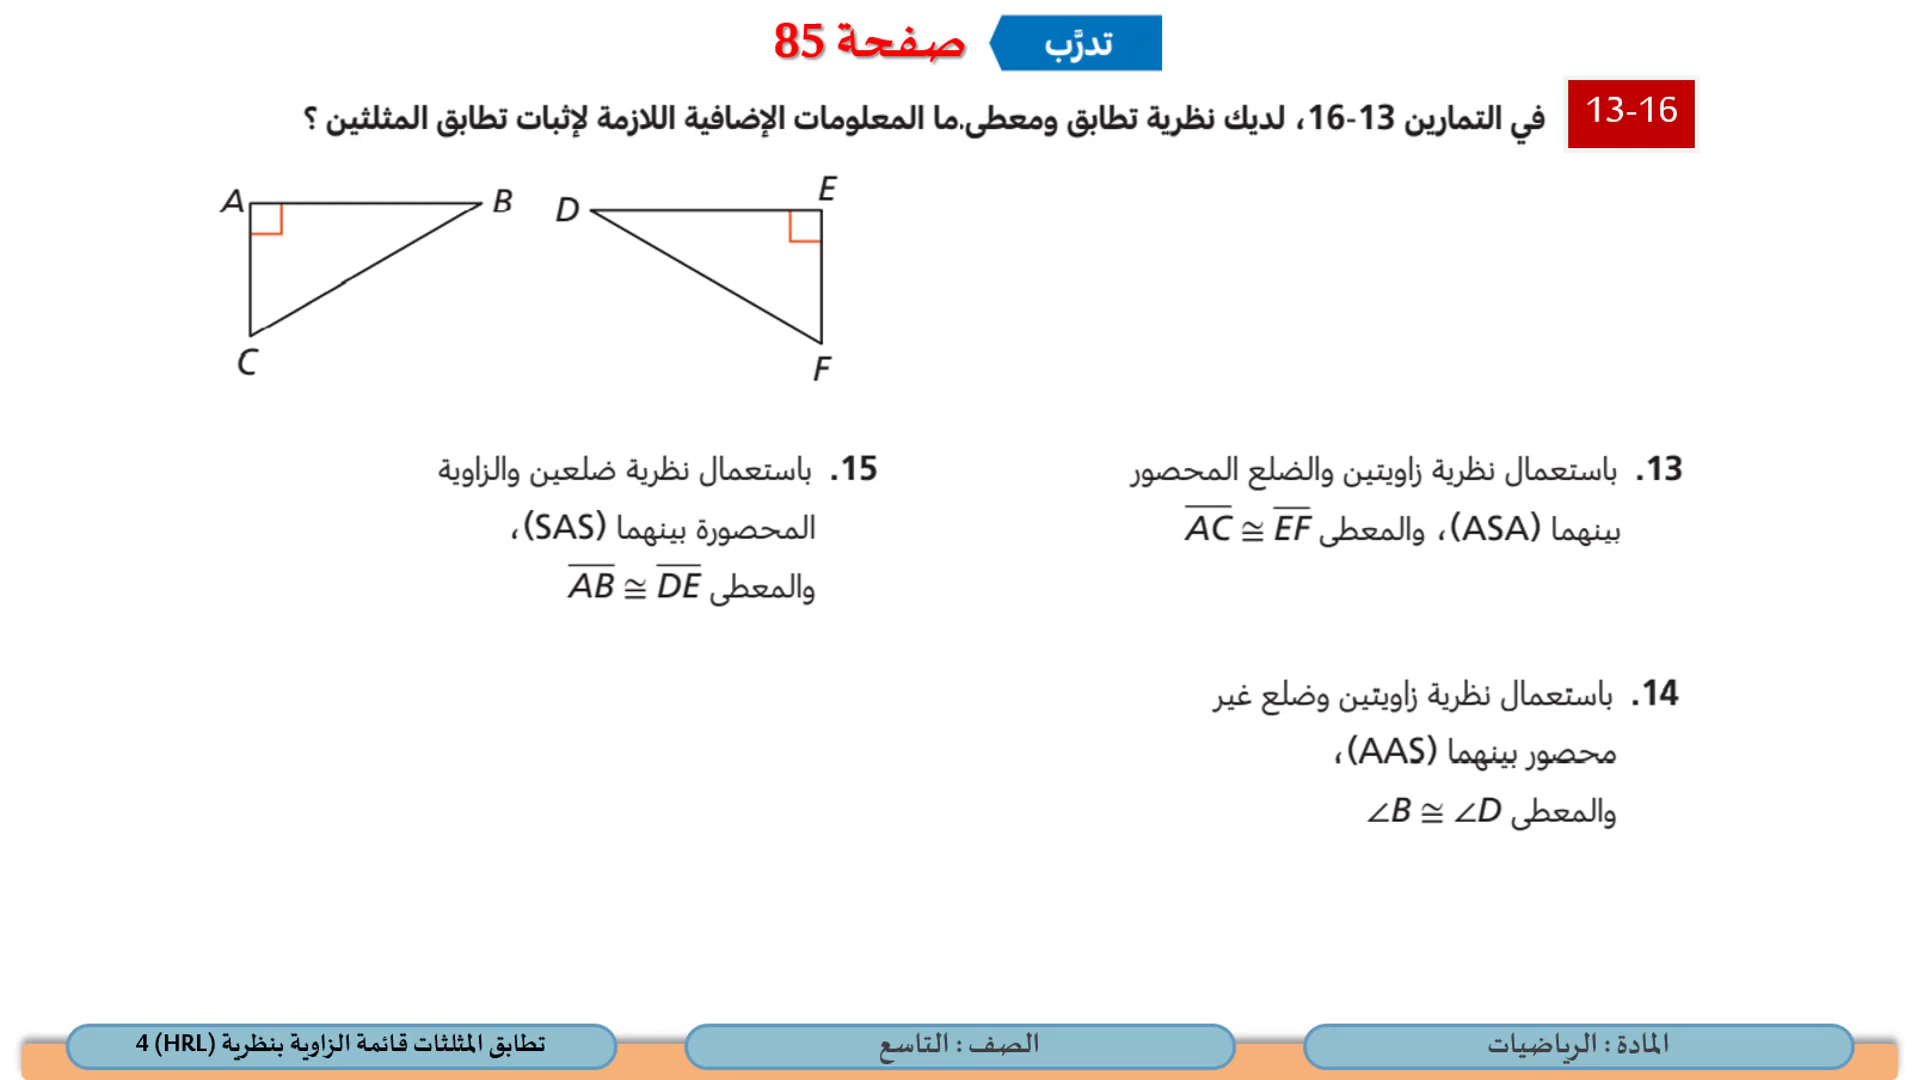 تدرَّب صفحة 85
13-16 في التمارين 13-16، لديك نظرية تطابق ومعطى.ما المعلومات الإضافية اللازمة لإثبات تطابق المثلثين ؟
A B D E
C F
13. باستعمال نظرية زاويتين والضلع المحصور
بينهما (ASA)، والمعطى AC ≅ EF
14. باستعمال نظرية زاويتين وضلع غير
محصور بينهما (AAS)،
والمعطى ∠B ≅ ∠D
15. باستعمال نظرية ضلعين والزاوية
المحصورة بينهما (SAS)،
والمعطى AB ≅ DE
المادة : الرياضيات
الصف : التاسع
تطابق المثلثات قائمة الزاوية بنظرية (HRL) 4